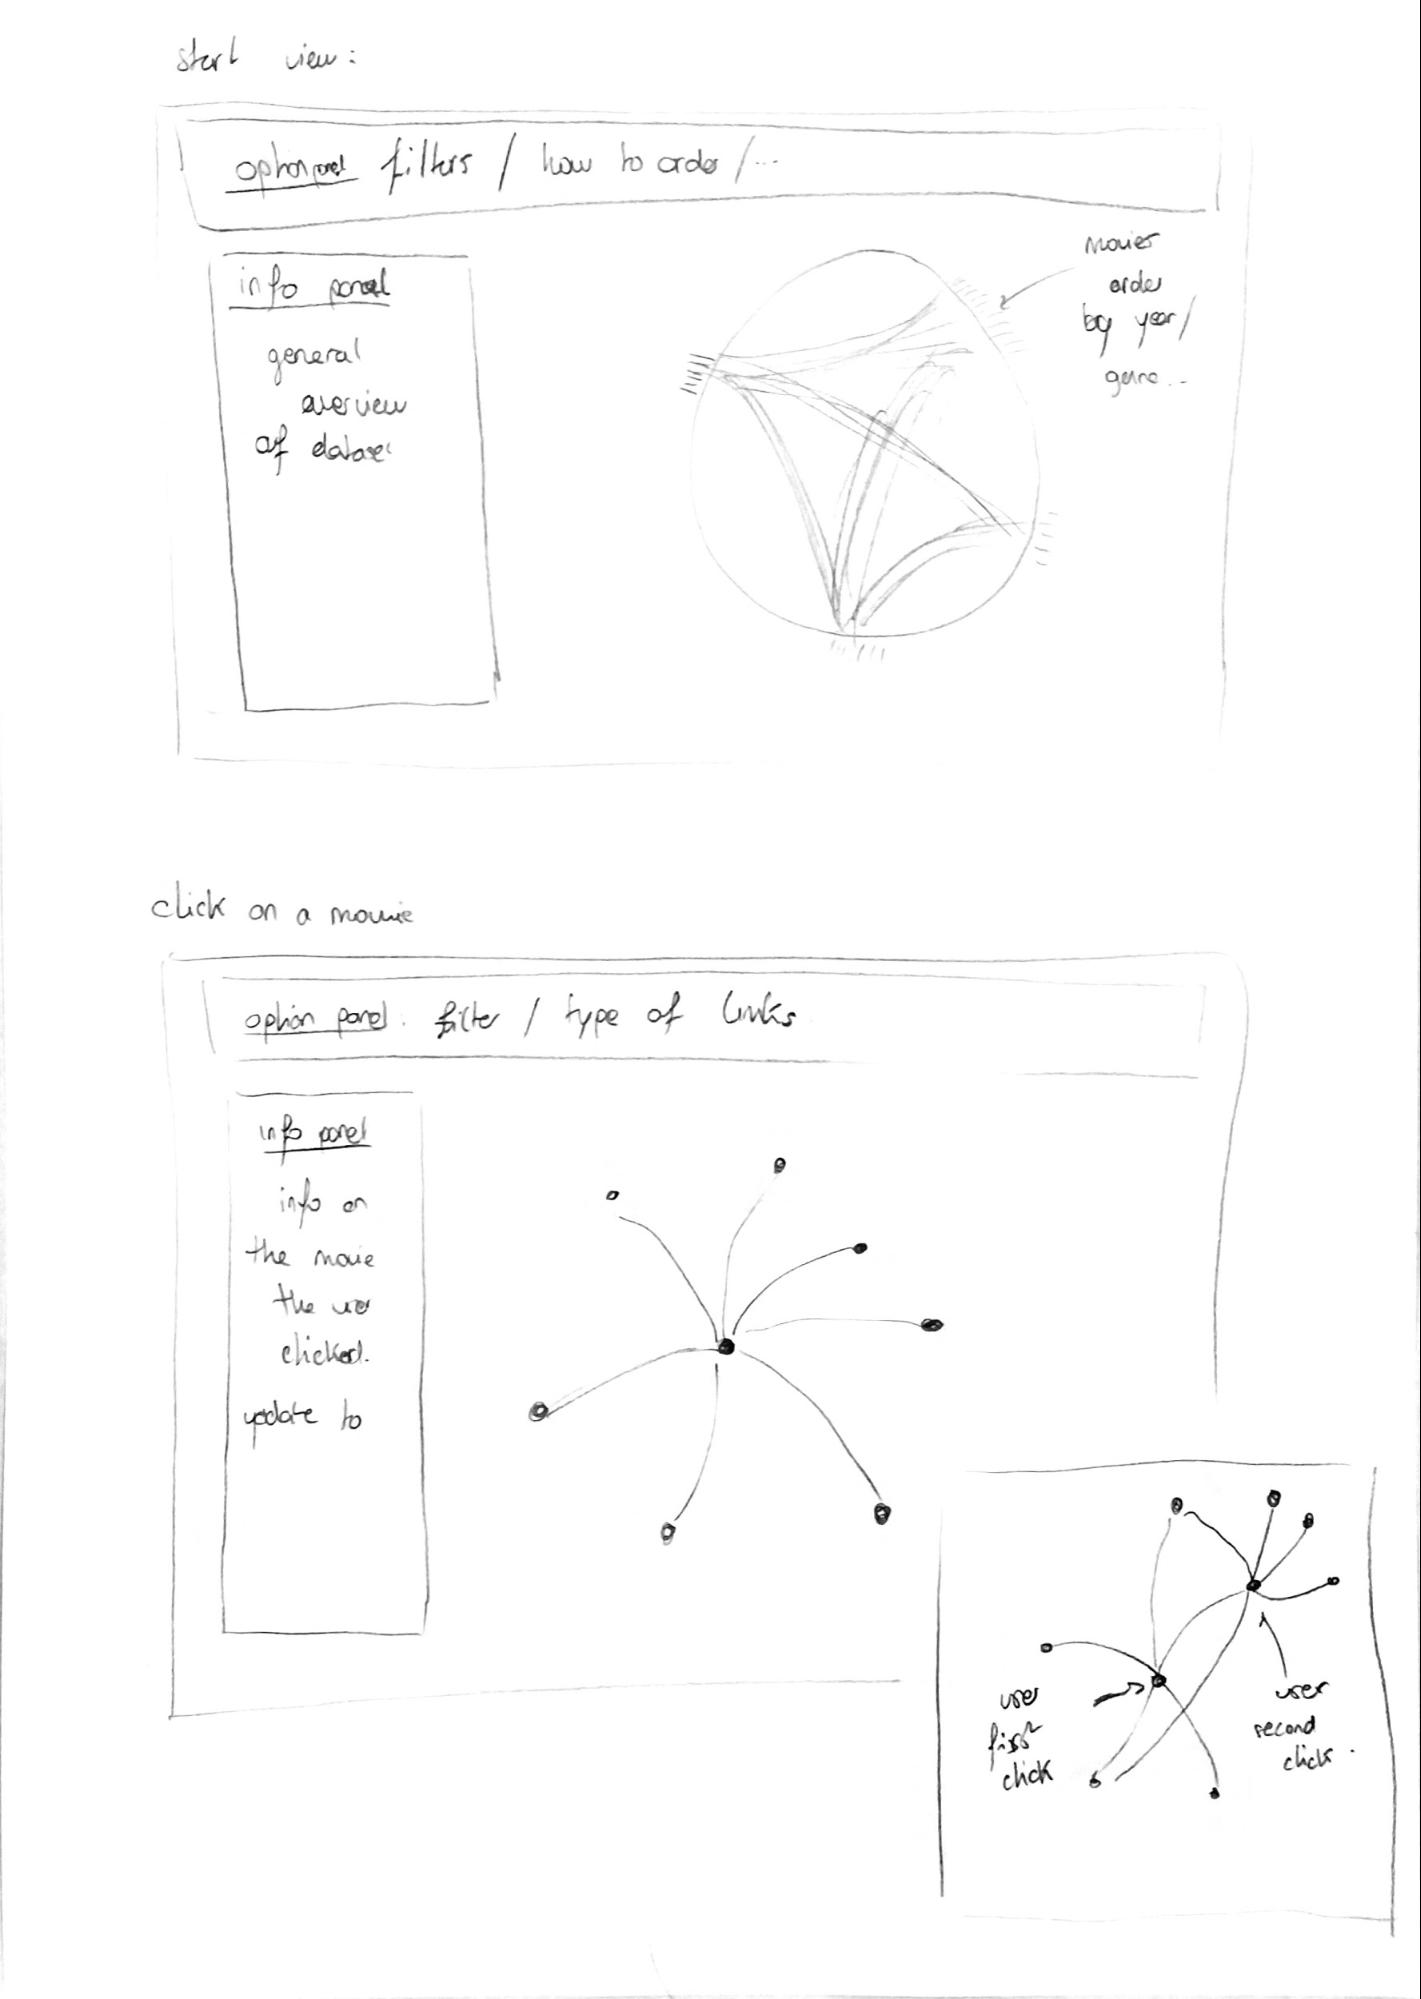 start view:
option panel filters / how to order / ...
info panel
general
overview
of dataset
Movies
order
by year/
genre...
click on a movie
option panel. filter / type of links
info panel
info on
the movie
the user
clicked.
update to
user
first
click
user
second
click.